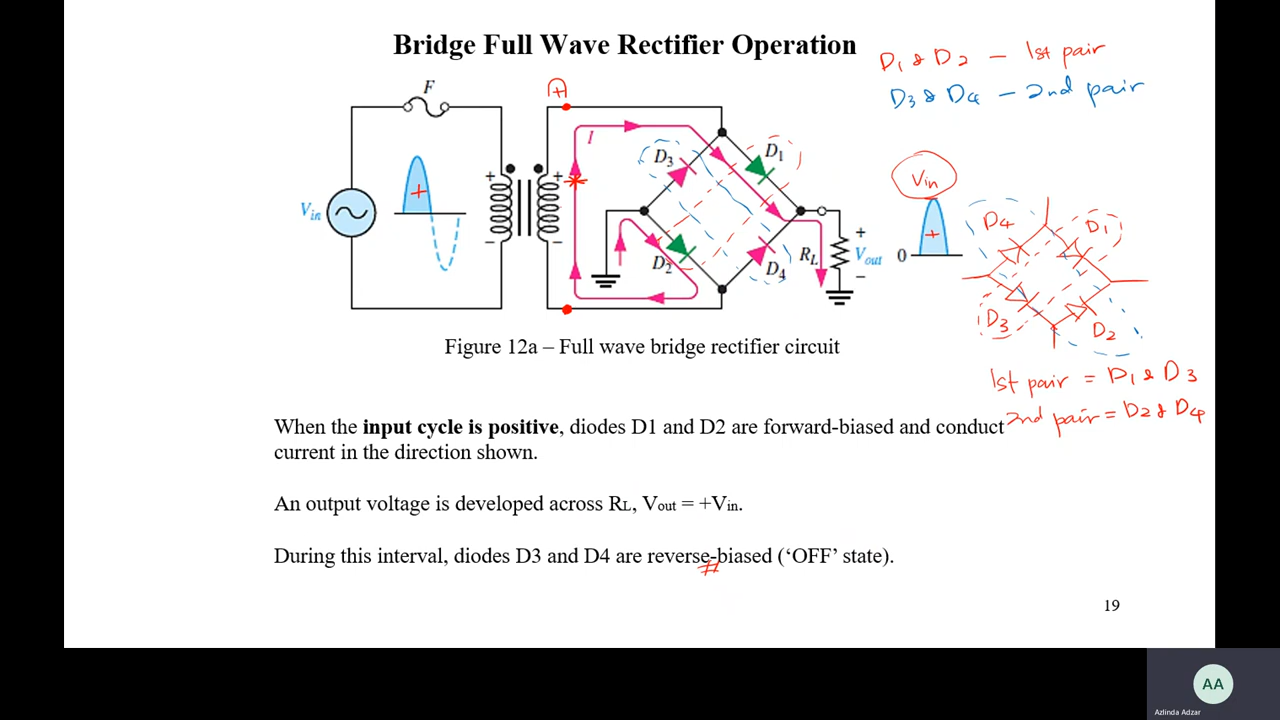 Bridge Full Wave Rectifier Operation
D1 & D2 – 1st pair
D3 & D4 – 2nd pair
F
+
I
D3
D1
Vin
+
+
+
−
−
D2
D4
RL
+
Vout
−
Vin
+
0
D4
D1
D3
D2
1st pair = D1 & D3
2nd pair = D2 & D4
Figure 12a – Full wave bridge rectifier circuit
When the input cycle is positive, diodes D1 and D2 are forward-biased and conduct
current in the direction shown.
An output voltage is developed across RL, Vout = +Vin.
During this interval, diodes D3 and D4 are reverse-biased (‘OFF’ state).
19
AA
Azlinda Adzar